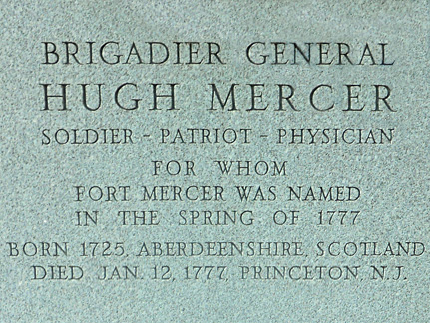 BRIGADIER GENERAL
HUGH MERCER
SOLDIER - PATRIOT - PHYSICIAN
FOR WHOM
FORT MERCER WAS NAMED
IN THE SPRING OF 1777
BORN 1725, ABERDEENSHIRE, SCOTLAND
DIED JAN. 12, 1777, PRINCETON, N.J.